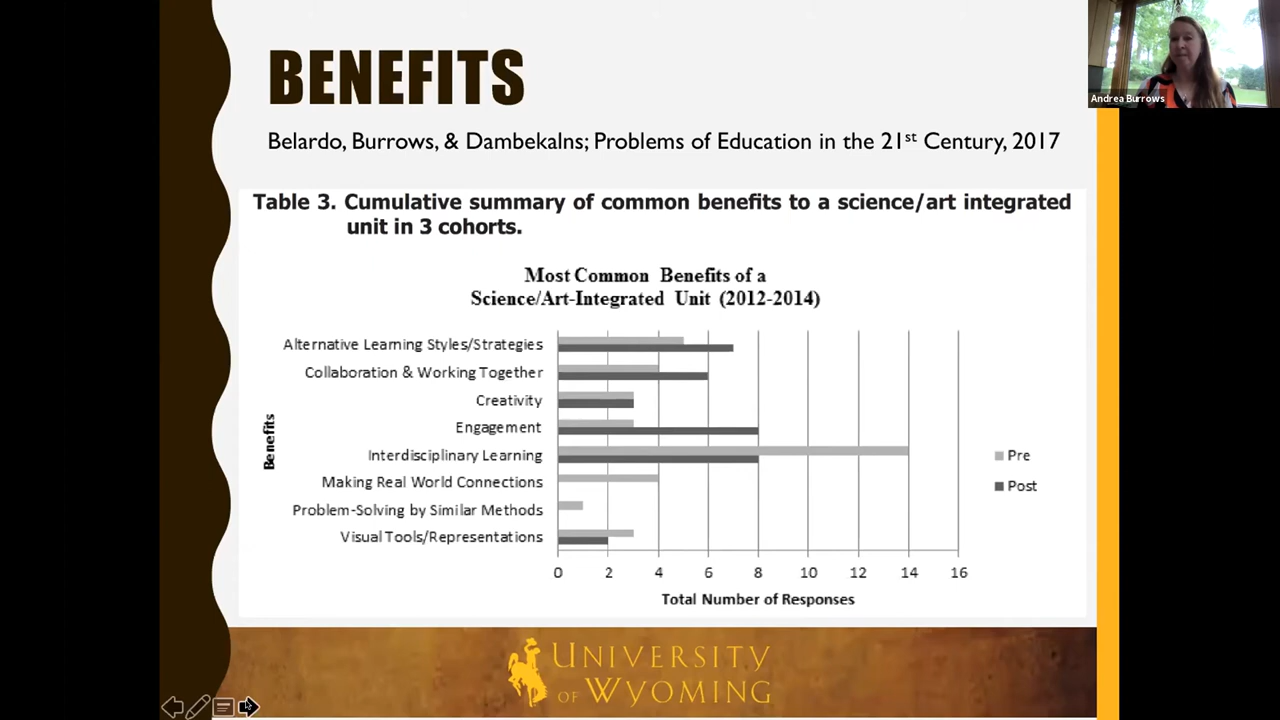 BENEFITS
Andrea Burrows
Belardo, Burrows, & Dambekalns; Problems of Education in the 21st Century, 2017
Table 3. Cumulative summary of common benefits to a science/art integrated
unit in 3 cohorts.
Most Common Benefits of a
Science/Art-Integrated Unit (2012-2014)
Benefits
Alternative Learning Styles/Strategies
Collaboration & Working Together
Creativity
Engagement
Interdisciplinary Learning
Making Real World Connections
Problem-Solving by Similar Methods
Visual Tools/Representations
Pre
Post
0 2 4 6 8 10 12 14 16
Total Number of Responses
UNIVERSITY
OF WYOMING